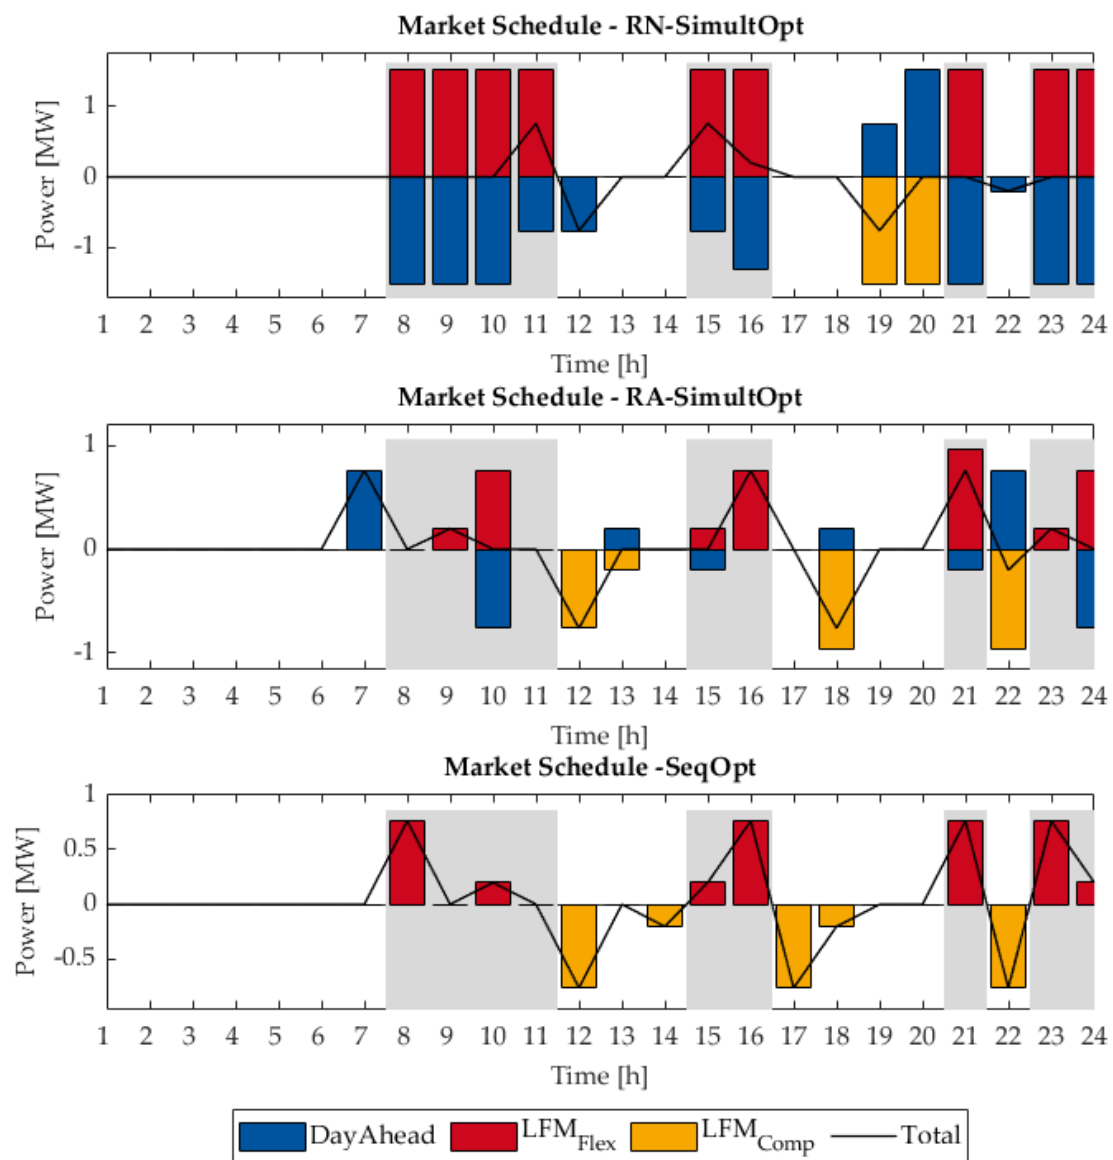 Market Schedule - RN-SimultOpt
Power [MW]
1
0
-1
1 2 3 4 5 6 7 8 9 10 11 12 13 14 15 16 17 18 19 20 21 22 23 24
Time [h]
Market Schedule - RA-SimultOpt
Power [MW]
1
0
-1
1 2 3 4 5 6 7 8 9 10 11 12 13 14 15 16 17 18 19 20 21 22 23 24
Time [h]
Market Schedule -SeqOpt
Power [MW]
1
0.5
0
-0.5
1 2 3 4 5 6 7 8 9 10 11 12 13 14 15 16 17 18 19 20 21 22 23 24
Time [h]
DayAhead LFM_Flex LFM_Comp Total